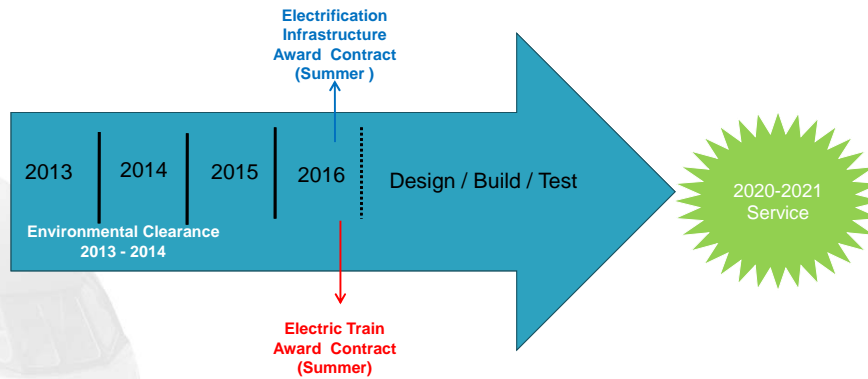 Electrification
Infrastructure
Award Contract
(Summer )
2013
2014
2015
2016
Design / Build / Test
2020-2021
Service
Environmental Clearance
2013 - 2014
Electric Train
Award Contract
(Summer)